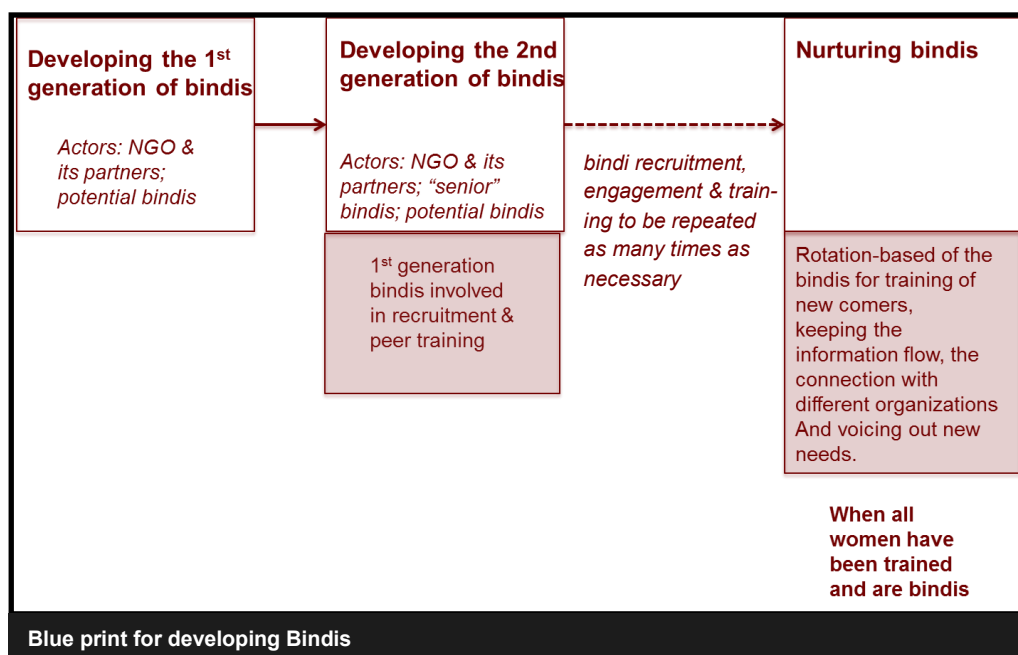 Developing the 1st
generation of bindis
Actors: NGO &
its partners;
potential bindis
Developing the 2nd
generation of bindis
Actors: NGO & its
partners; “senior”
bindis; potential bindis
1st generation
bindis involved
in recruitment &
peer training
bindi recruitment,
engagement & train-
ing to be repeated
as many times as
necessary
Nurturing bindis
Rotation-based of the
bindis for training of
new comers,
keeping the
information flow, the
connection with
different organizations
And voicing out new
needs.
When all
women have
been trained
and are bindis
Blue print for developing Bindis